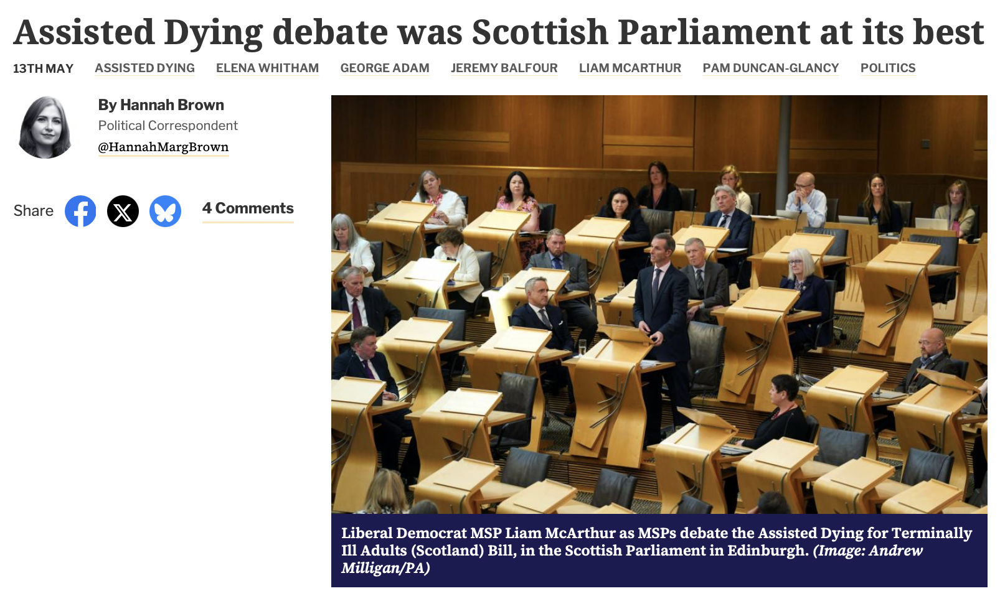 Assisted Dying debate was Scottish Parliament at its best
13TH MAY ASSISTED DYING ELENA WHITHAM GEORGE ADAM JEREMY BALFOUR LIAM MCARTHUR PAM DUNCAN-GLANCY POLITICS
By Hannah Brown
Political Correspondent
@HannahMargBrown
Share 4 Comments
Liberal Democrat MSP Liam McArthur as MSPs debate the Assisted Dying for Terminally
Ill Adults (Scotland) Bill, in the Scottish Parliament in Edinburgh. (Image: Andrew
Milligan/PA)